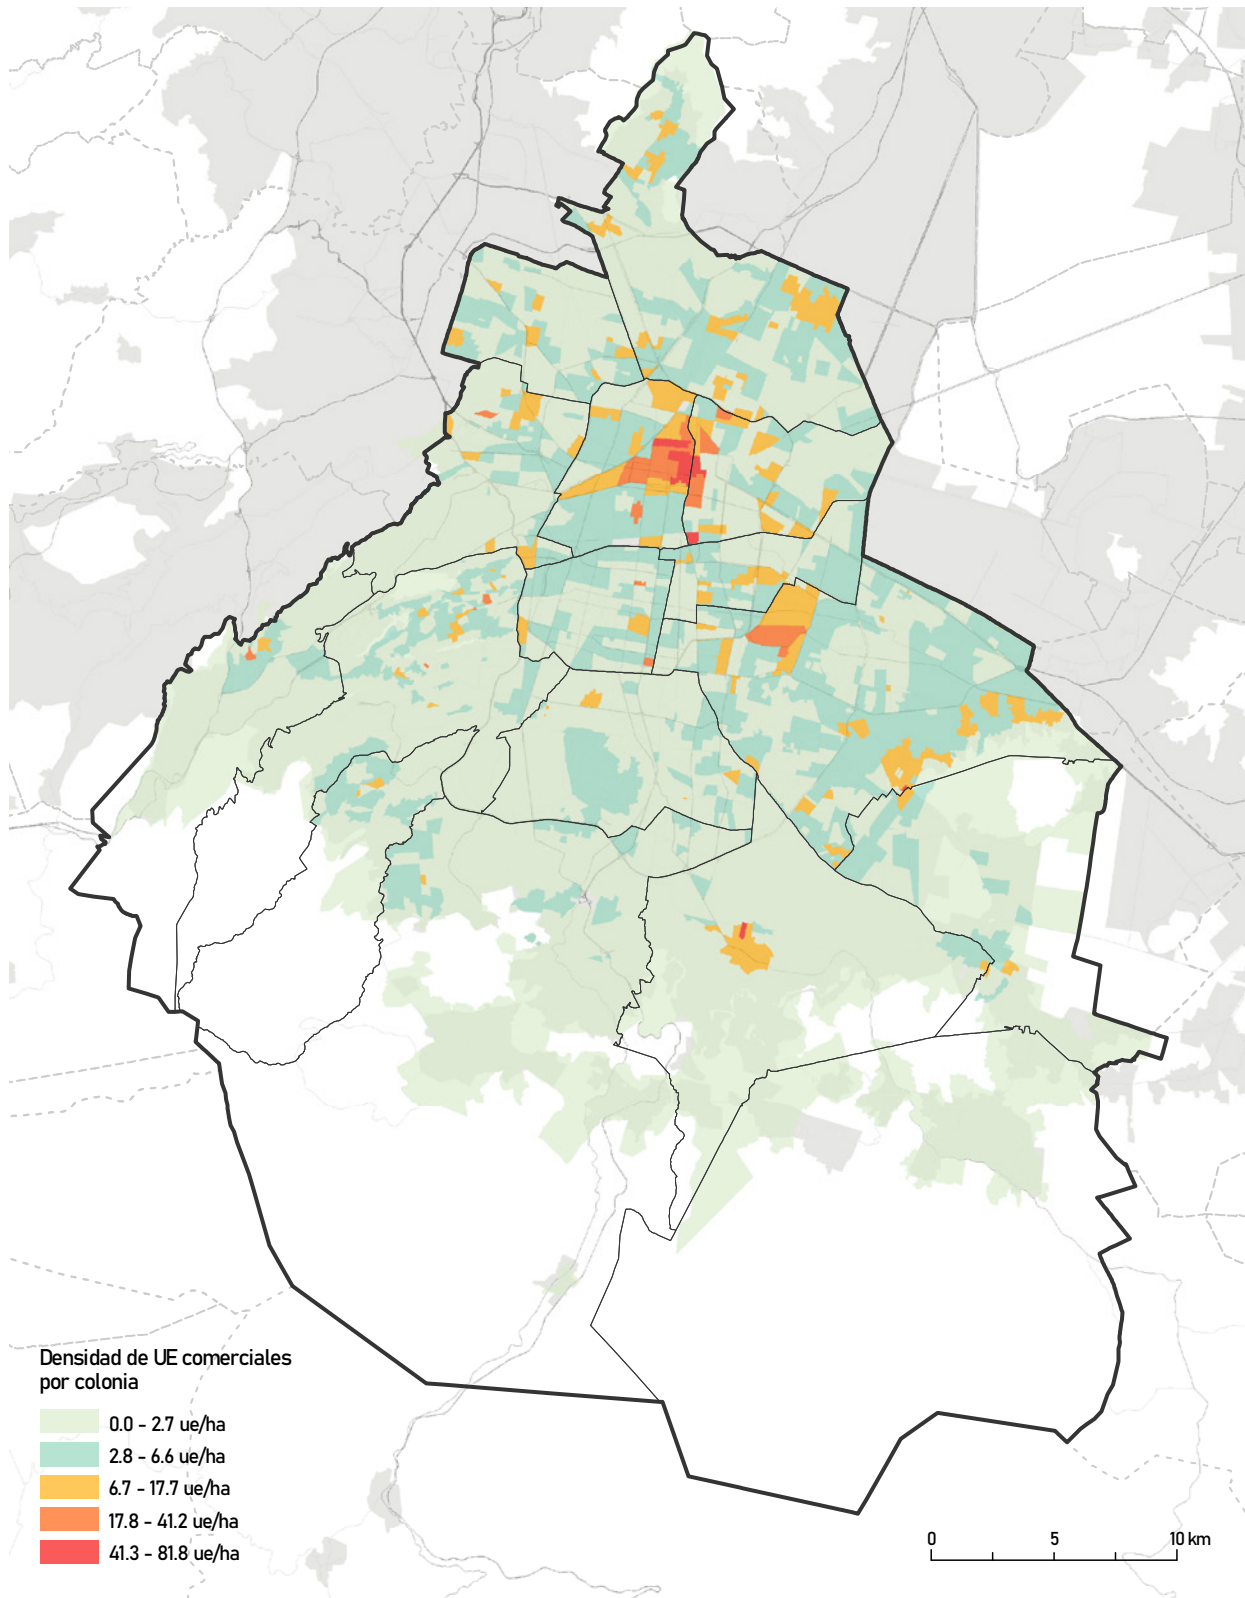 Densidad de UE comerciales
por colonia
0.0 - 2.7 ue/ha
2.8 - 6.6 ue/ha
6.7 - 17.7 ue/ha
17.8 - 41.2 ue/ha
41.3 - 81.8 ue/ha
0 5 10 km